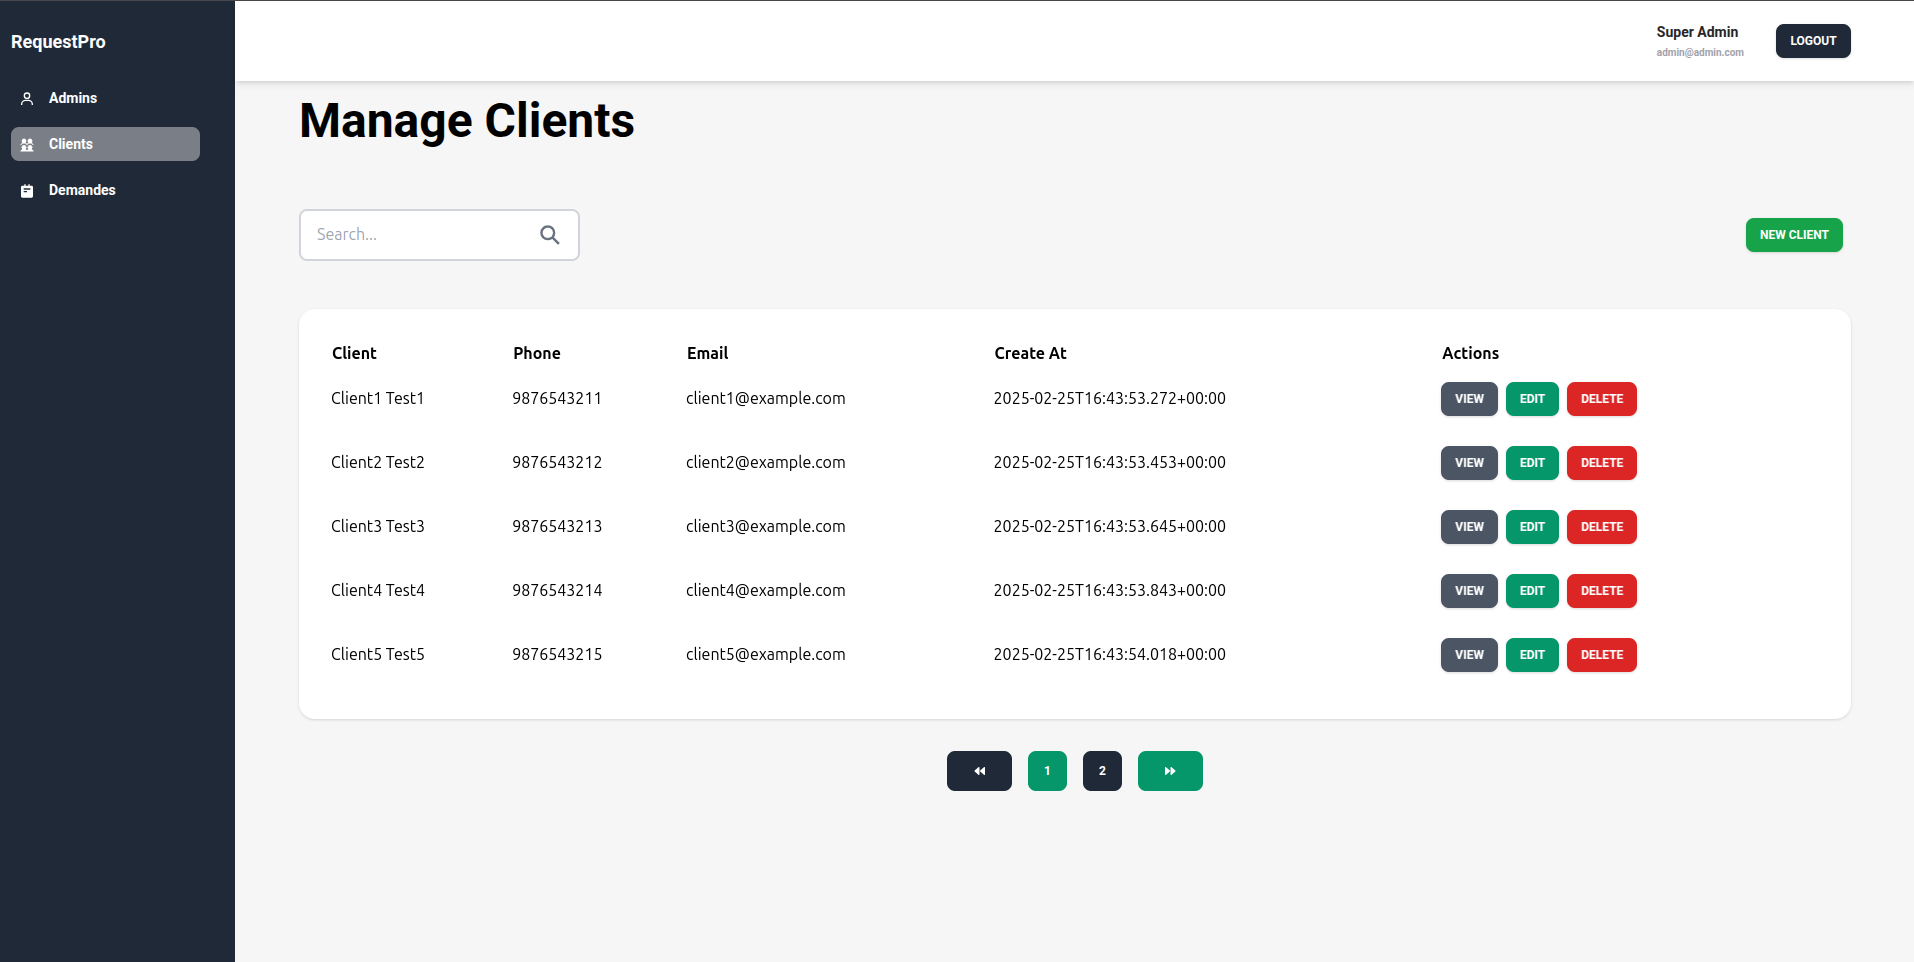 RequestPro
Admins
Clients
Demandes
Super Admin
admin@admin.com
LOGOUT
Manage Clients
Search...
NEW CLIENT
Client Phone Email Create At Actions
Client1 Test1 9876543211 client1@example.com 2025-02-25T16:43:53.272+00:00 VIEW EDIT DELETE
Client2 Test2 9876543212 client2@example.com 2025-02-25T16:43:53.453+00:00 VIEW EDIT DELETE
Client3 Test3 9876543213 client3@example.com 2025-02-25T16:43:53.645+00:00 VIEW EDIT DELETE
Client4 Test4 9876543214 client4@example.com 2025-02-25T16:43:53.843+00:00 VIEW EDIT DELETE
Client5 Test5 9876543215 client5@example.com 2025-02-25T16:43:54.018+00:00 VIEW EDIT DELETE
1 2